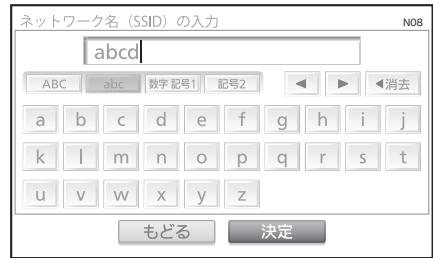 ネットワーク名（SSID）の入力 N08
abcd
ABC abc 数字 記号1 記号2 ◀ ▶ ◀消去
a b c d e f g h i j
k l m n o p q r s t
u v w x y z
もどる 決定